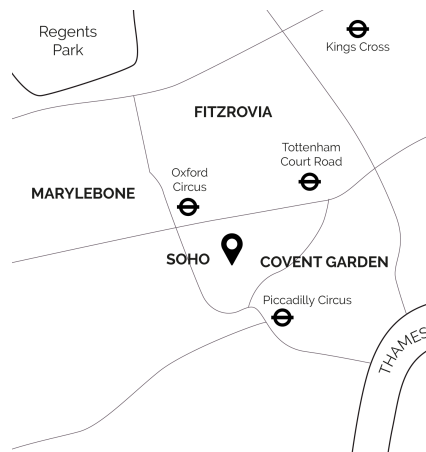 Regents
Park
Kings Cross
FITZROVIA
Tottenham
Court Road
Oxford
Circus
MARYLEBONE
SOHO
COVENT GARDEN
Piccadilly Circus
THAMES